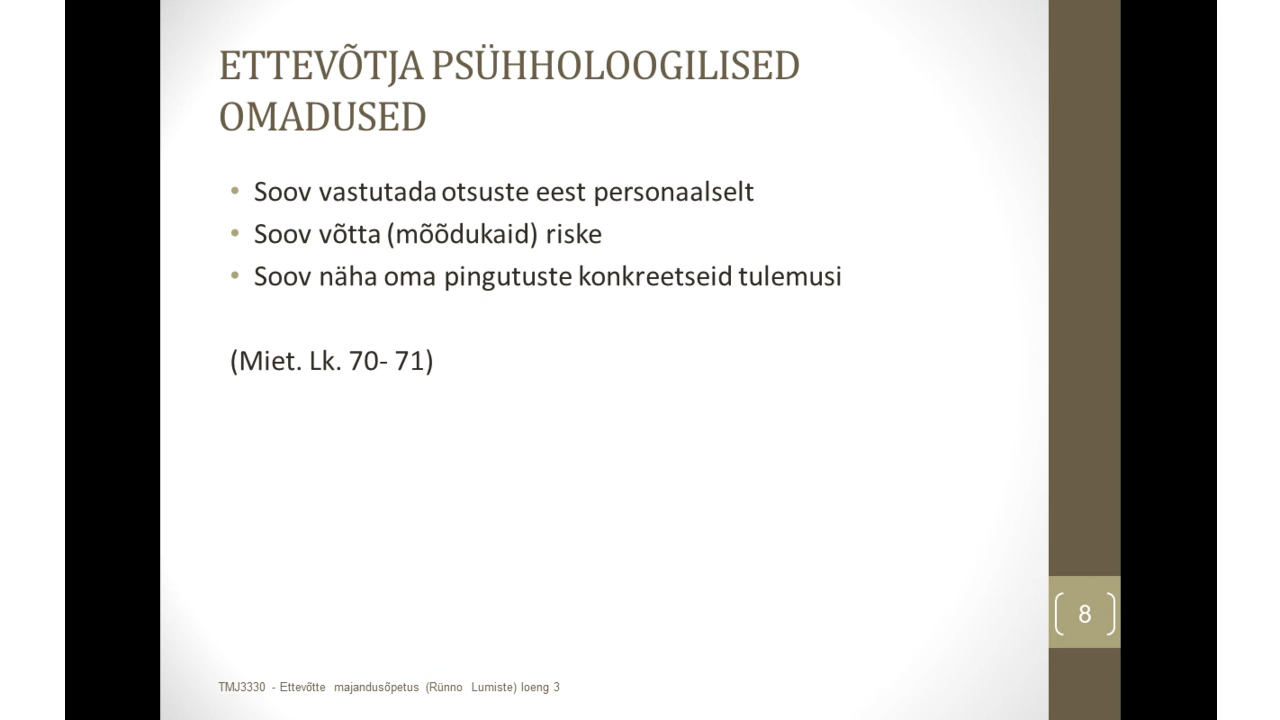 ETTEVÕTJA PSÜHHOLOOGILISED
OMADUSED
• Soov vastutada otsuste eest personaalselt
• Soov võtta (mõõdukaid) riske
• Soov näha oma pingutuste konkreetseid tulemusi
(Miet. Lk. 70- 71)
8
TMJ3330 - Ettevõtte majandusõpetus (Rünno Lumiste) loeng 3